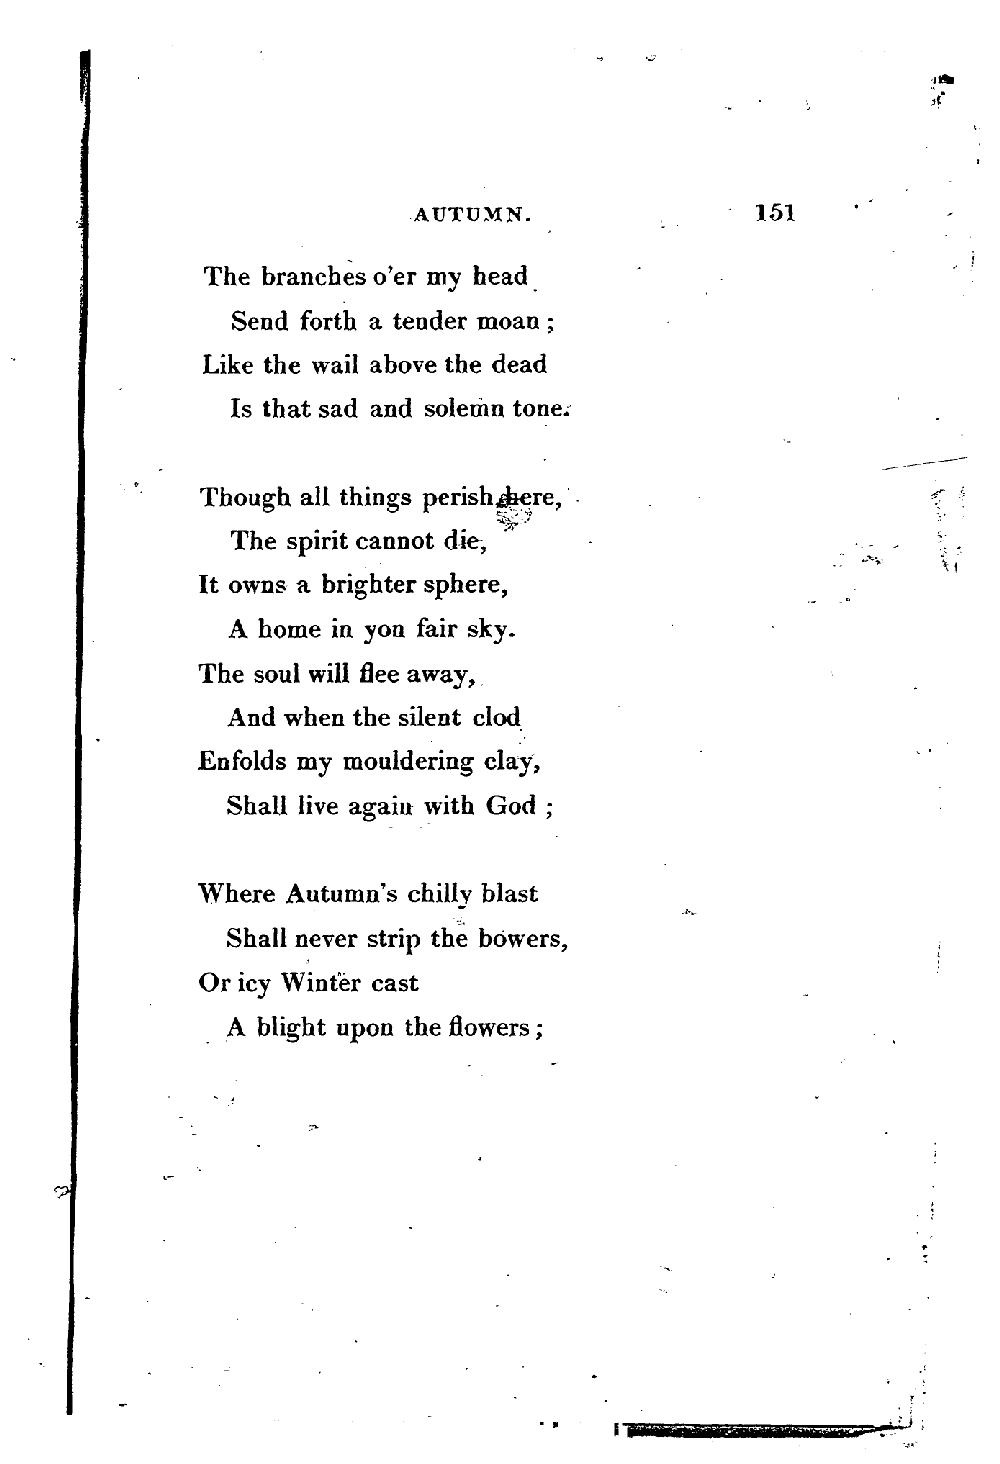 AUTUMN. 151
The branches o'er my head
Send forth a tender moan ;
Like the wail above the dead
Is that sad and solemn tone.
Though all things perish here,
The spirit cannot die,
It owns a brighter sphere,
A home in yon fair sky.
The soul will flee away,
And when the silent clod
Enfolds my mouldering clay,
Shall live again with God ;
Where Autumn's chilly blast
Shall never strip the bowers,
Or icy Winter cast
A blight upon the flowers ;